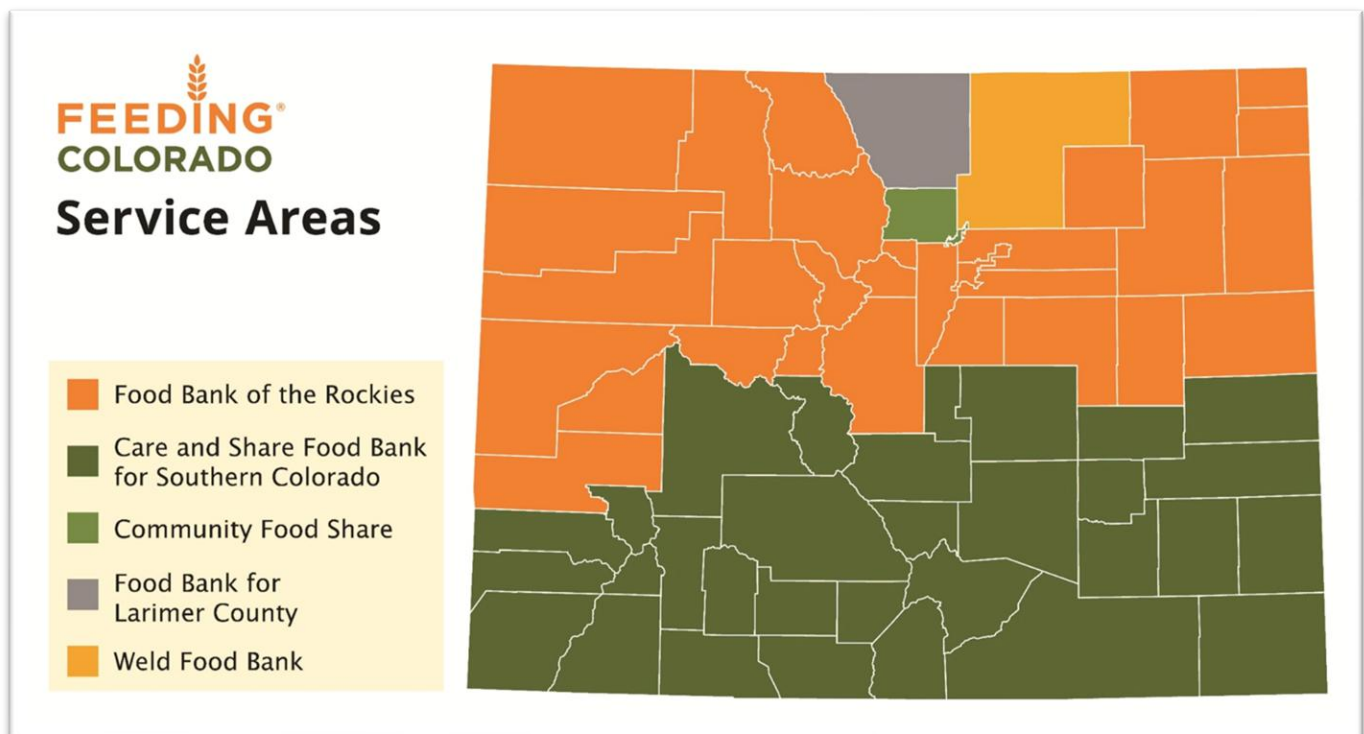 FEEDING®
COLORADO
Service Areas
Food Bank of the Rockies
Care and Share Food Bank
for Southern Colorado
Community Food Share
Food Bank for
Larimer County
Weld Food Bank